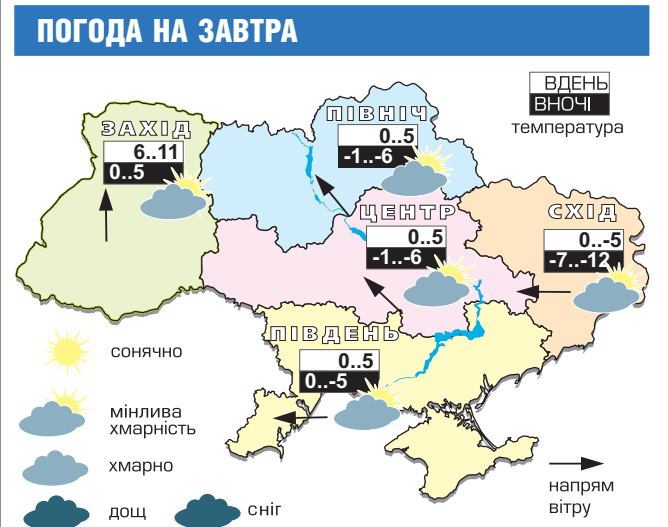 ПОГОДА НА ЗАВТРА
ВДЕНЬ
ВНОЧІ
температура
ЗАХІД
6..11
0..5
ПІВНІЧ
0..5
-1..-6
ЦЕНТР
0..5
-1..-6
СХІД
0..-5
-7..-12
ПІВДЕНЬ
0..5
0..-5
сонячно
мінлива
хмарність
хмарно
дощ
сніг
напрям
вітру